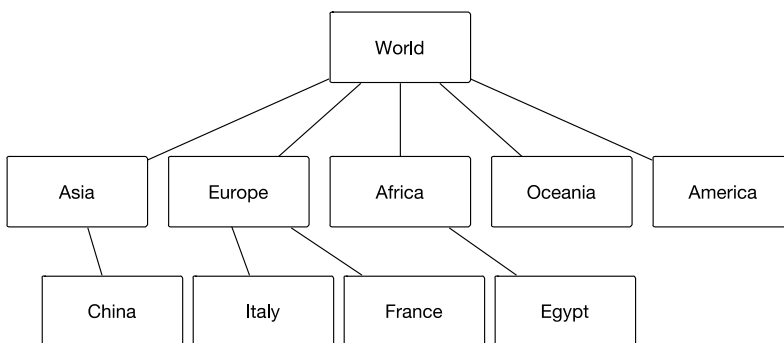 World
Asia
Europe
Africa
Oceania
America
China
Italy
France
Egypt